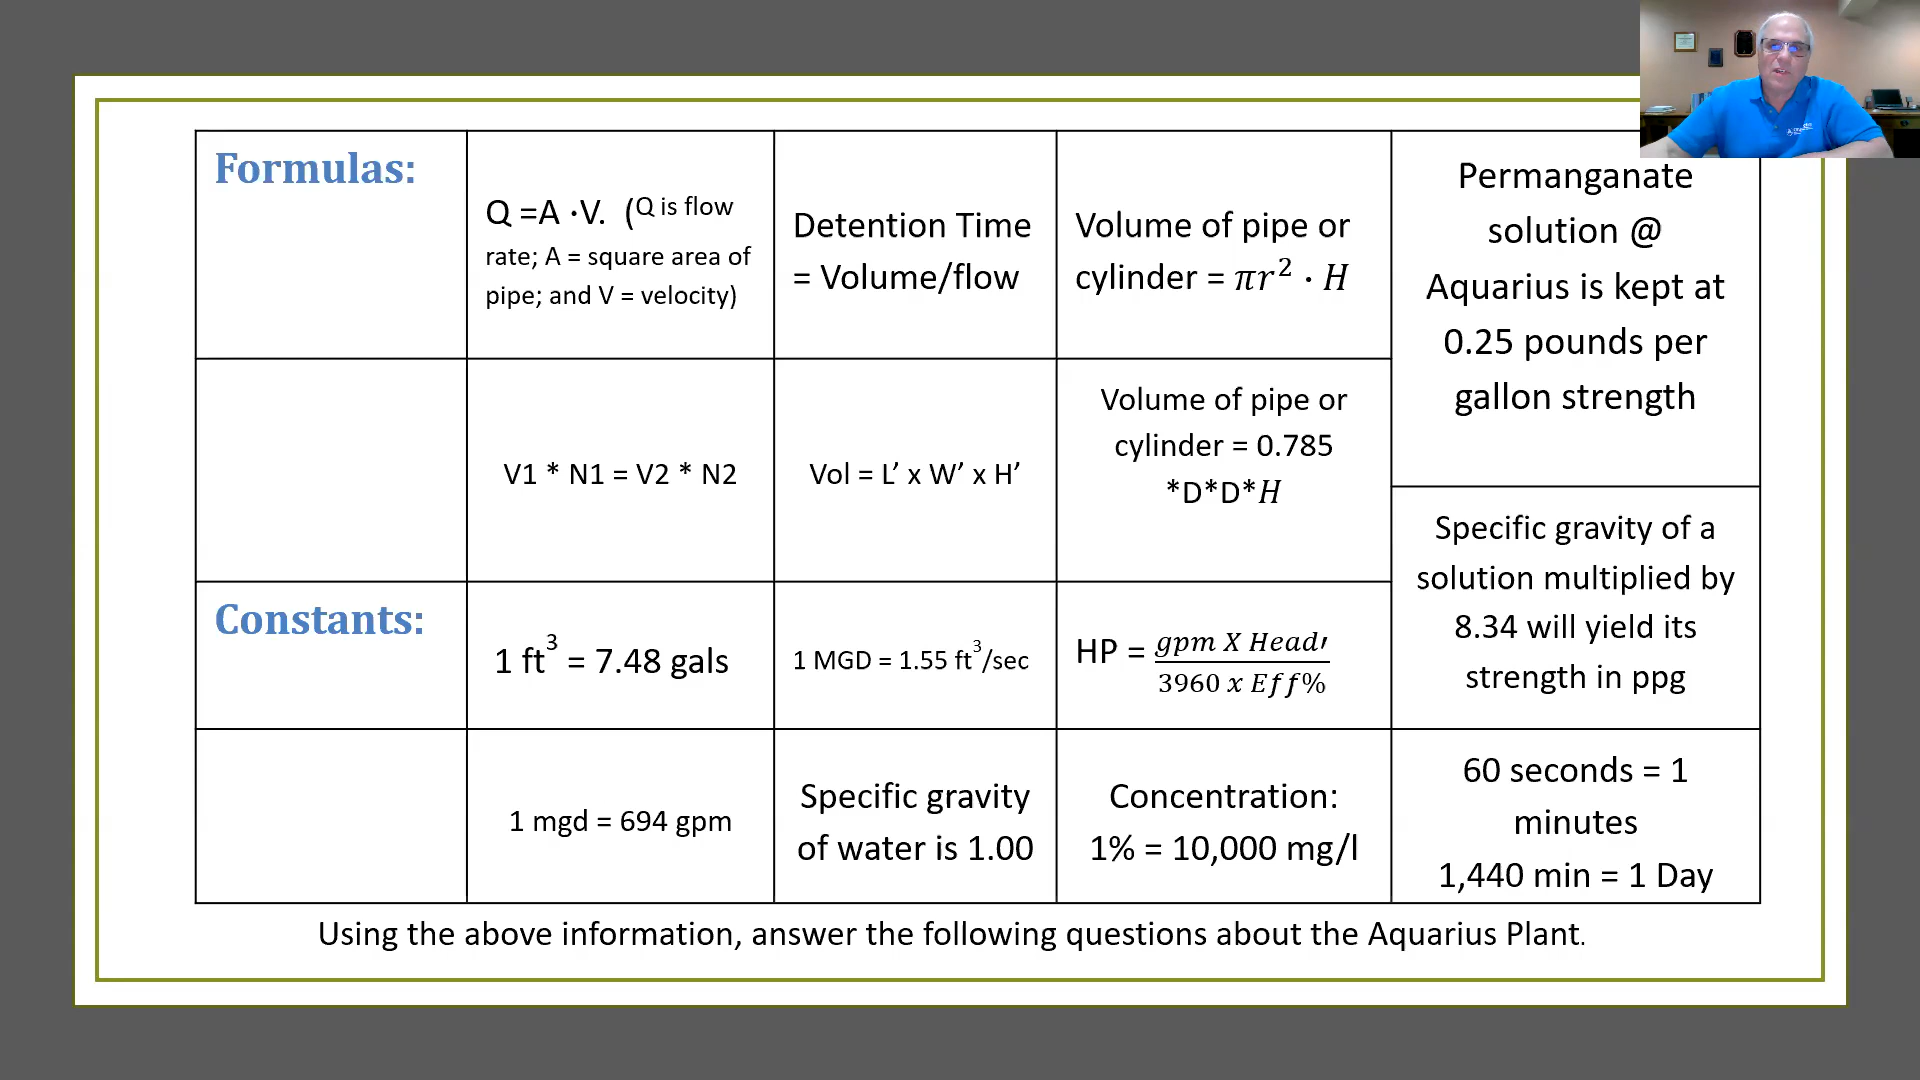 Formulas:
Q =A ·V. (Q is flow
rate; A = square area of
pipe; and V = velocity)
Detention Time
= Volume/flow
Volume of pipe or
cylinder = πr² · H
Permanganate
solution @
Aquarius is kept at
0.25 pounds per
gallon strength
V1 * N1 = V2 * N2
Vol = L’ x W’ x H’
Volume of pipe or
cylinder = 0.785
*D*D*H
Specific gravity of a
solution multiplied by
8.34 will yield its
strength in ppg
Constants:
1 ft³ = 7.48 gals
1 MGD = 1.55 ft³/sec
HP = gpm X Head′
3960 x Eff%
1 mgd = 694 gpm
Specific gravity
of water is 1.00
Concentration:
1% = 10,000 mg/l
60 seconds = 1
minutes
1,440 min = 1 Day
Using the above information, answer the following questions about the Aquarius Plant.